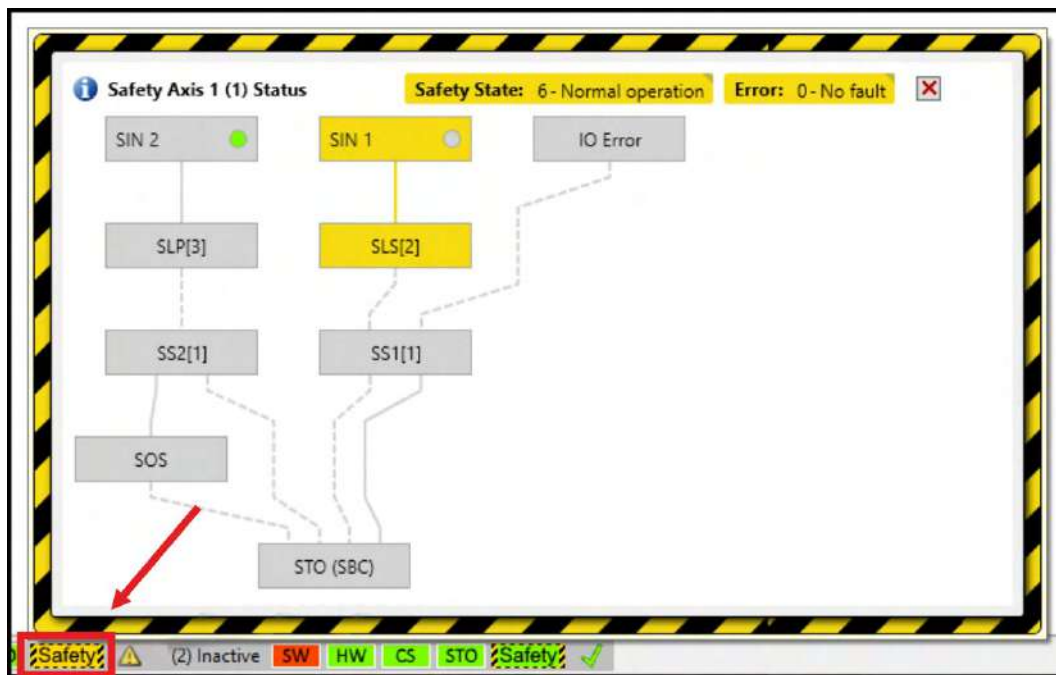 Safety Axis 1 (1) Status
Safety State: 6 - Normal operation
Error: 0 - No fault
SIN 2
SIN 1
IO Error
SLP[3]
SLS[2]
SS2[1]
SS1[1]
SOS
STO (SBC)
Safety
(2) Inactive SW HW CS STO Safety